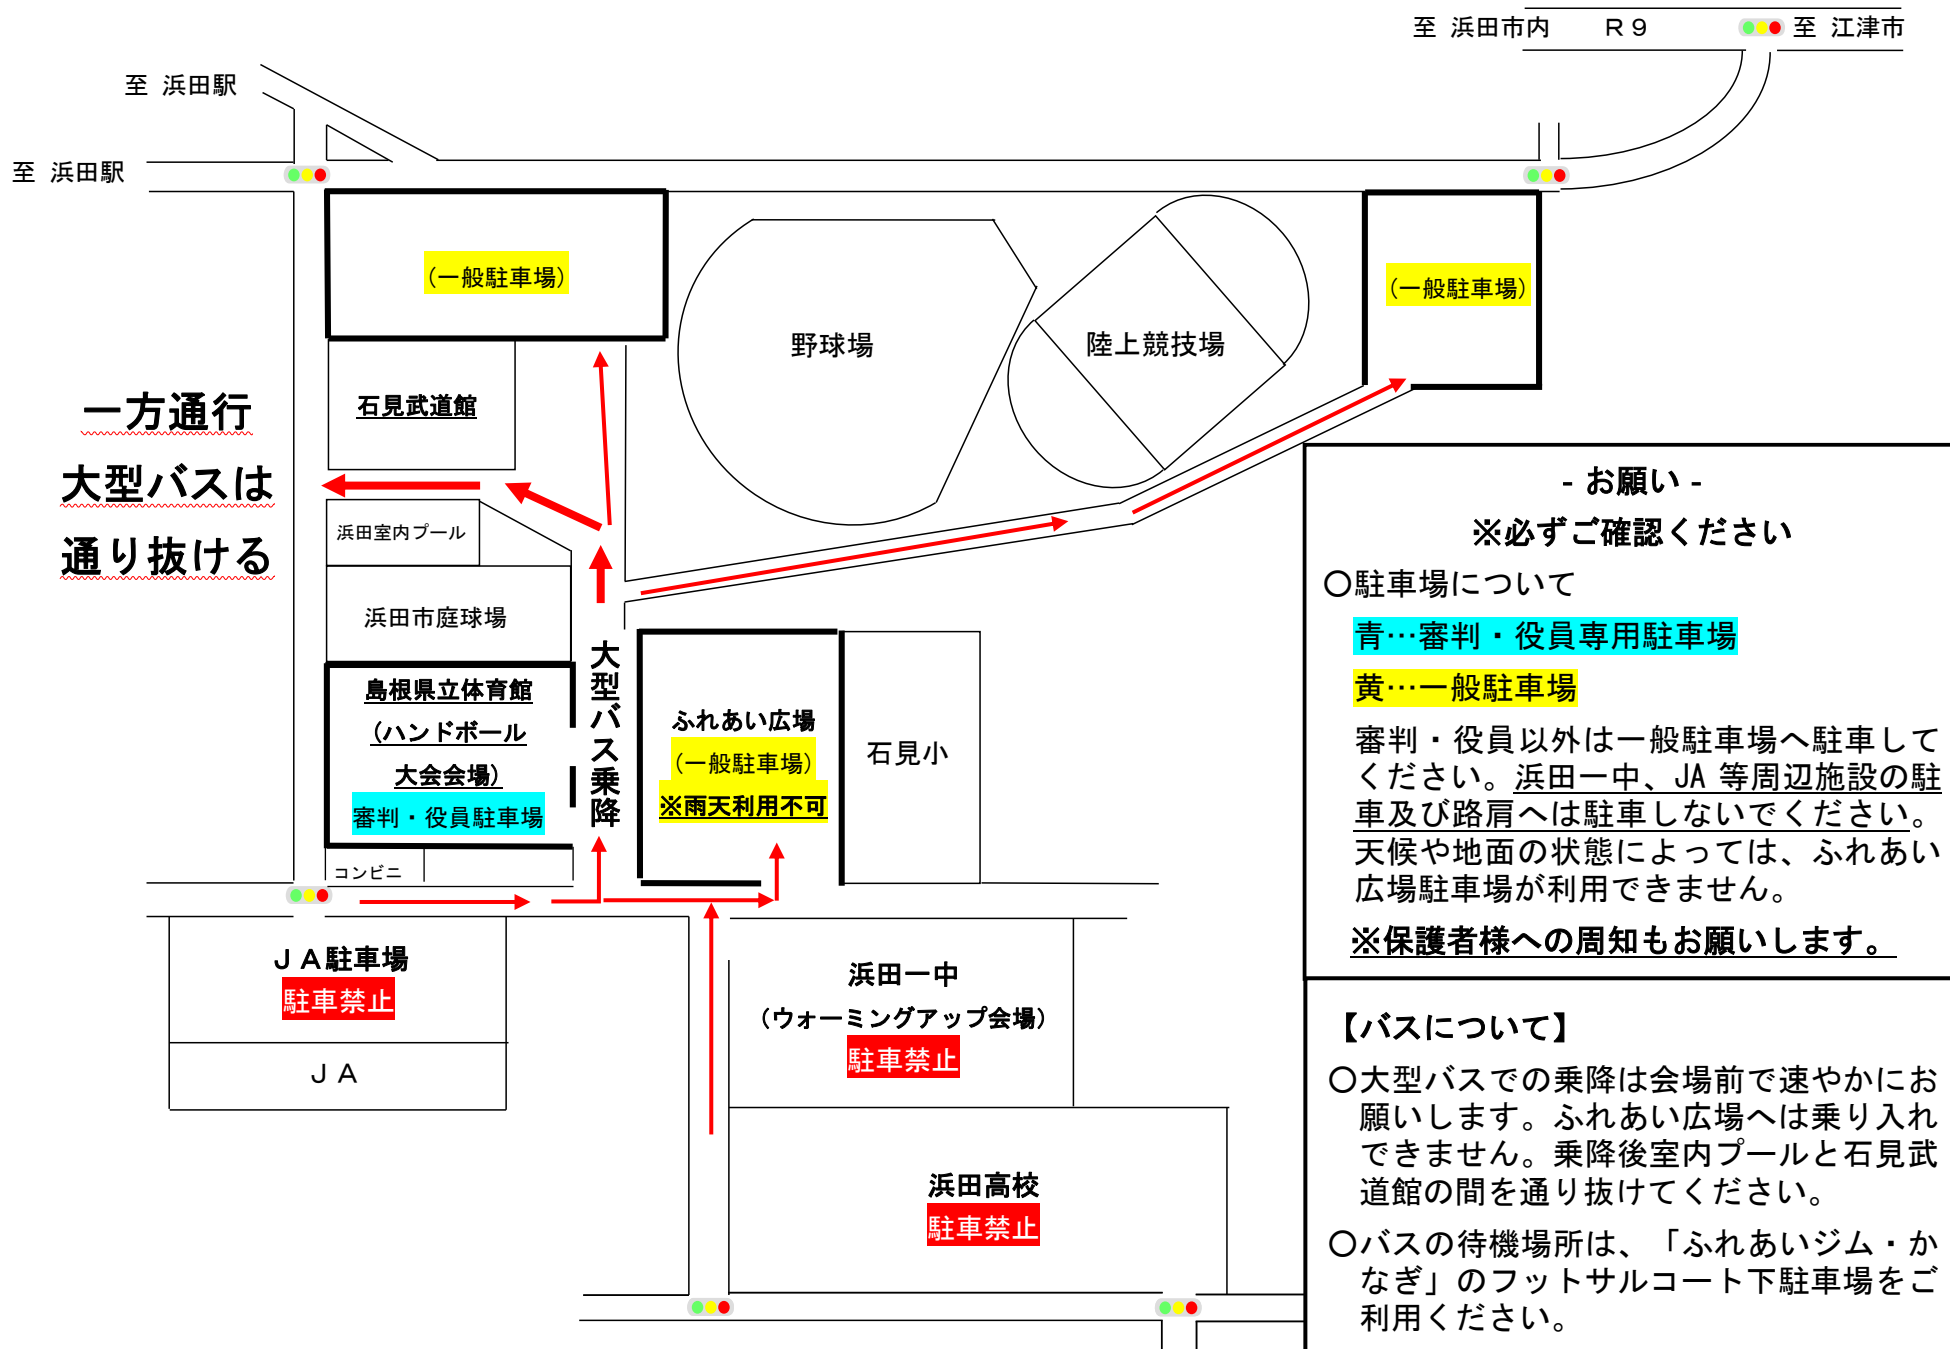 至 浜田市内 R9 至 江津市
至 浜田駅
至 浜田駅
(一般駐車場)
(一般駐車場)
野球場
陸上競技場
石見武道館
一方通行
大型バスは
通り抜ける
浜田室内プール
浜田市庭球場
島根県立体育館
(ハンドボール
大会会場)
審判・役員駐車場
コンビニ
大型バス乗降
ふれあい広場
(一般駐車場)
※雨天利用不可
石見小
JA駐車場
駐車禁止
JA
浜田一中
(ウォーミングアップ会場)
駐車禁止
浜田高校
駐車禁止
- お願い -
※必ずご確認ください
○駐車場について
青…審判・役員専用駐車場
黄…一般駐車場
審判・役員以外は一般駐車場へ駐車して
ください。浜田一中、JA 等周辺施設の駐
車及び路肩へは駐車しないでください。
天候や地面の状態によっては、ふれあい
広場駐車場が利用できません。
※保護者様への周知もお願いします。
【バスについて】
○大型バスでの乗降は会場前で速やかにお
願いします。ふれあい広場へは乗り入れ
できません。乗降後室内プールと石見武
道館の間を通り抜けてください。
○バスの待機場所は、「ふれあいジム・か
なぎ」のフットサルコート下駐車場をご
利用ください。